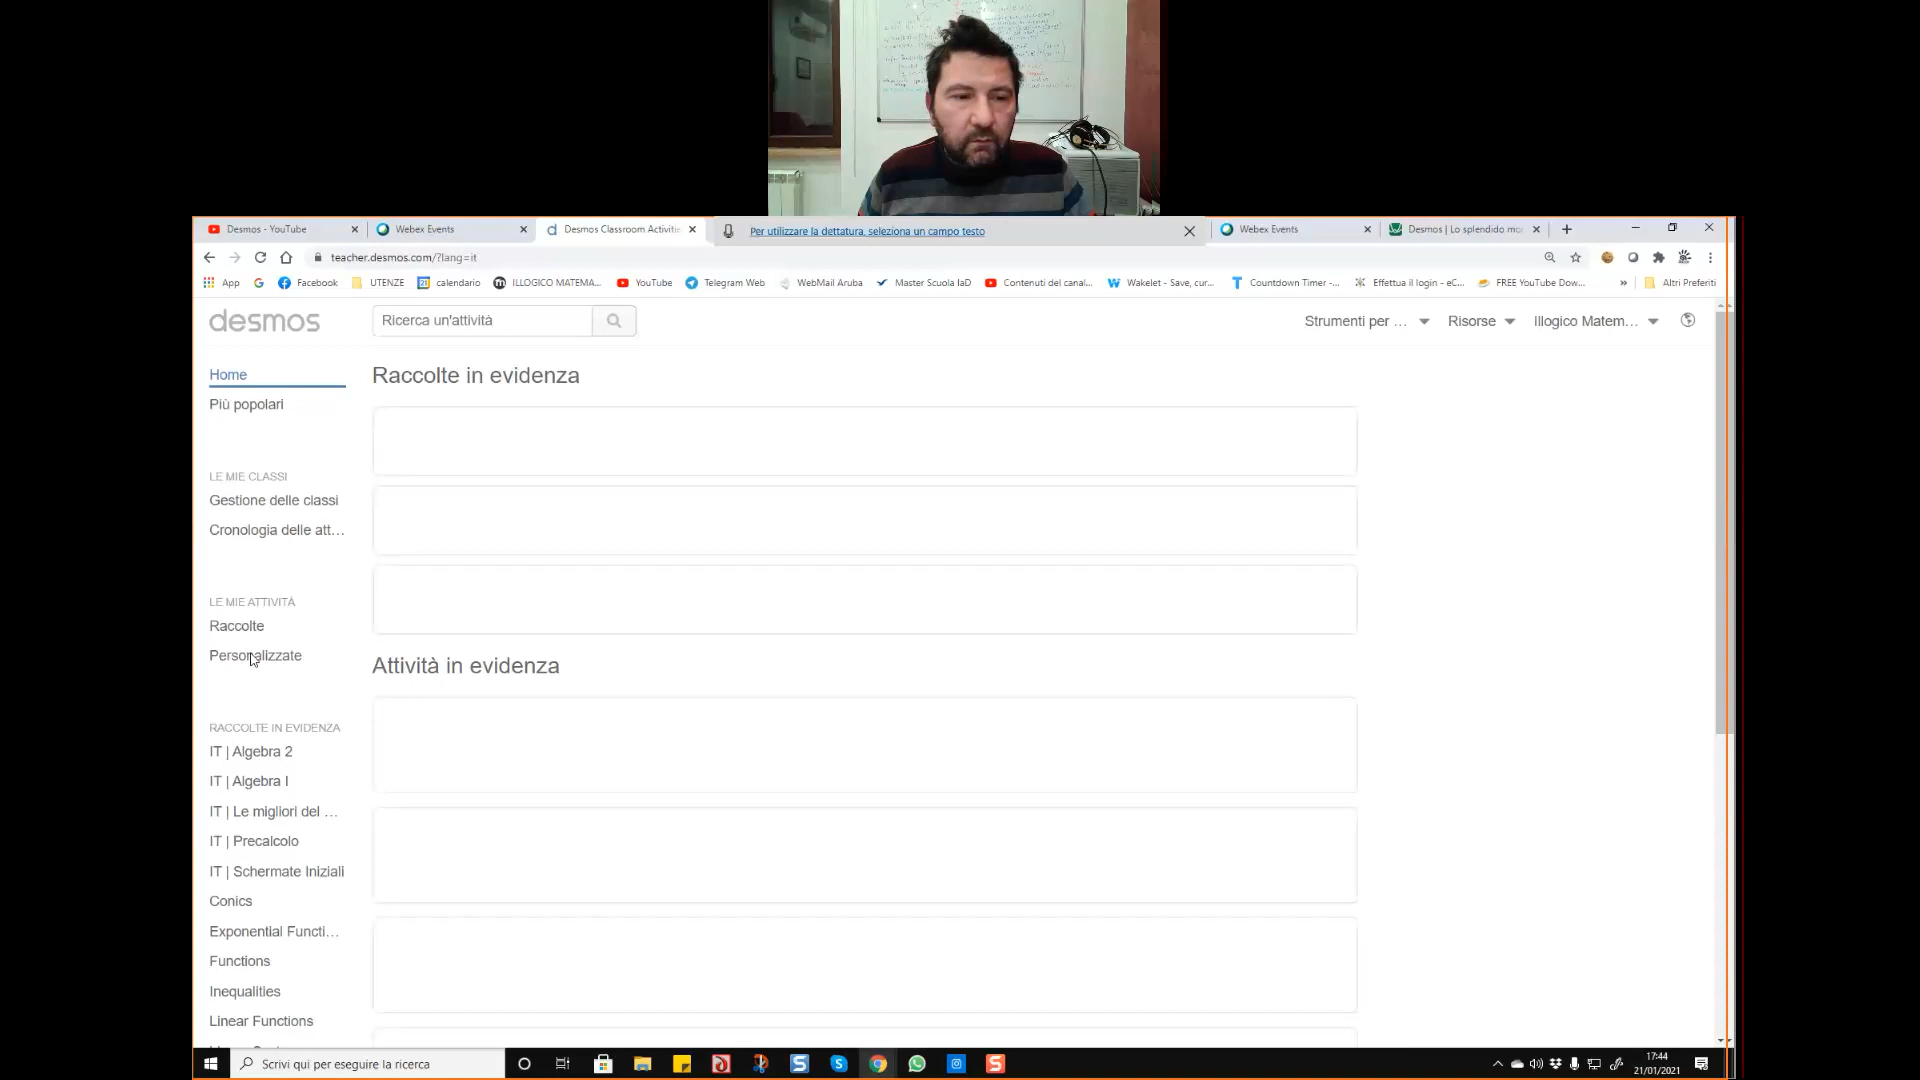 Desmos - YouTube
Webex Events
Desmos Classroom Activitie
Per utilizzare la dettatura, seleziona un campo testo
Webex Events
Desmos | Lo splendido mo
teacher.desmos.com/?lang=it
App
Facebook
UTENZE
calendario
ILLOGICO MATEMA...
YouTube
Telegram Web
WebMail Aruba
Master Scuola IaD
Contenuti del canal...
Wakelet - Save, cur...
Countdown Timer -...
Effettua il login - eC...
FREE YouTube Dow...
Altri Preferiti
desmos
Ricerca un'attività
Strumenti per ...
Risorse
Illogico Matem...
Home
Più popolari
LE MIE CLASSI
Gestione delle classi
Cronologia delle att...
LE MIE ATTIVITÀ
Raccolte
Personalizzate
RACCOLTE IN EVIDENZA
IT | Algebra 2
IT | Algebra I
IT | Le migliori del ...
IT | Precalcolo
IT | Schermate Iniziali
Conics
Exponential Functi...
Functions
Inequalities
Linear Functions
Raccolte in evidenza
Attività in evidenza
Scrivi qui per eseguire la ricerca
17:44
21/01/2021